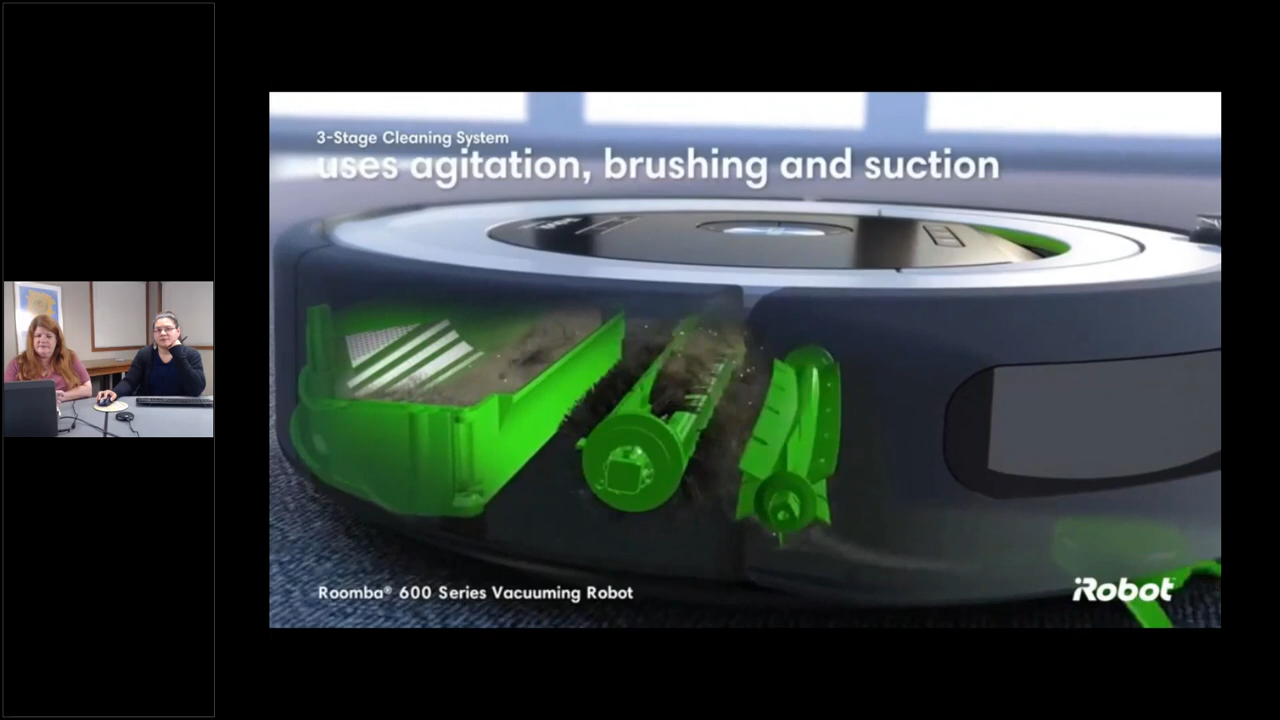 3-Stage Cleaning System
uses agitation, brushing and suction
Roomba® 600 Series Vacuuming Robot
iRobot